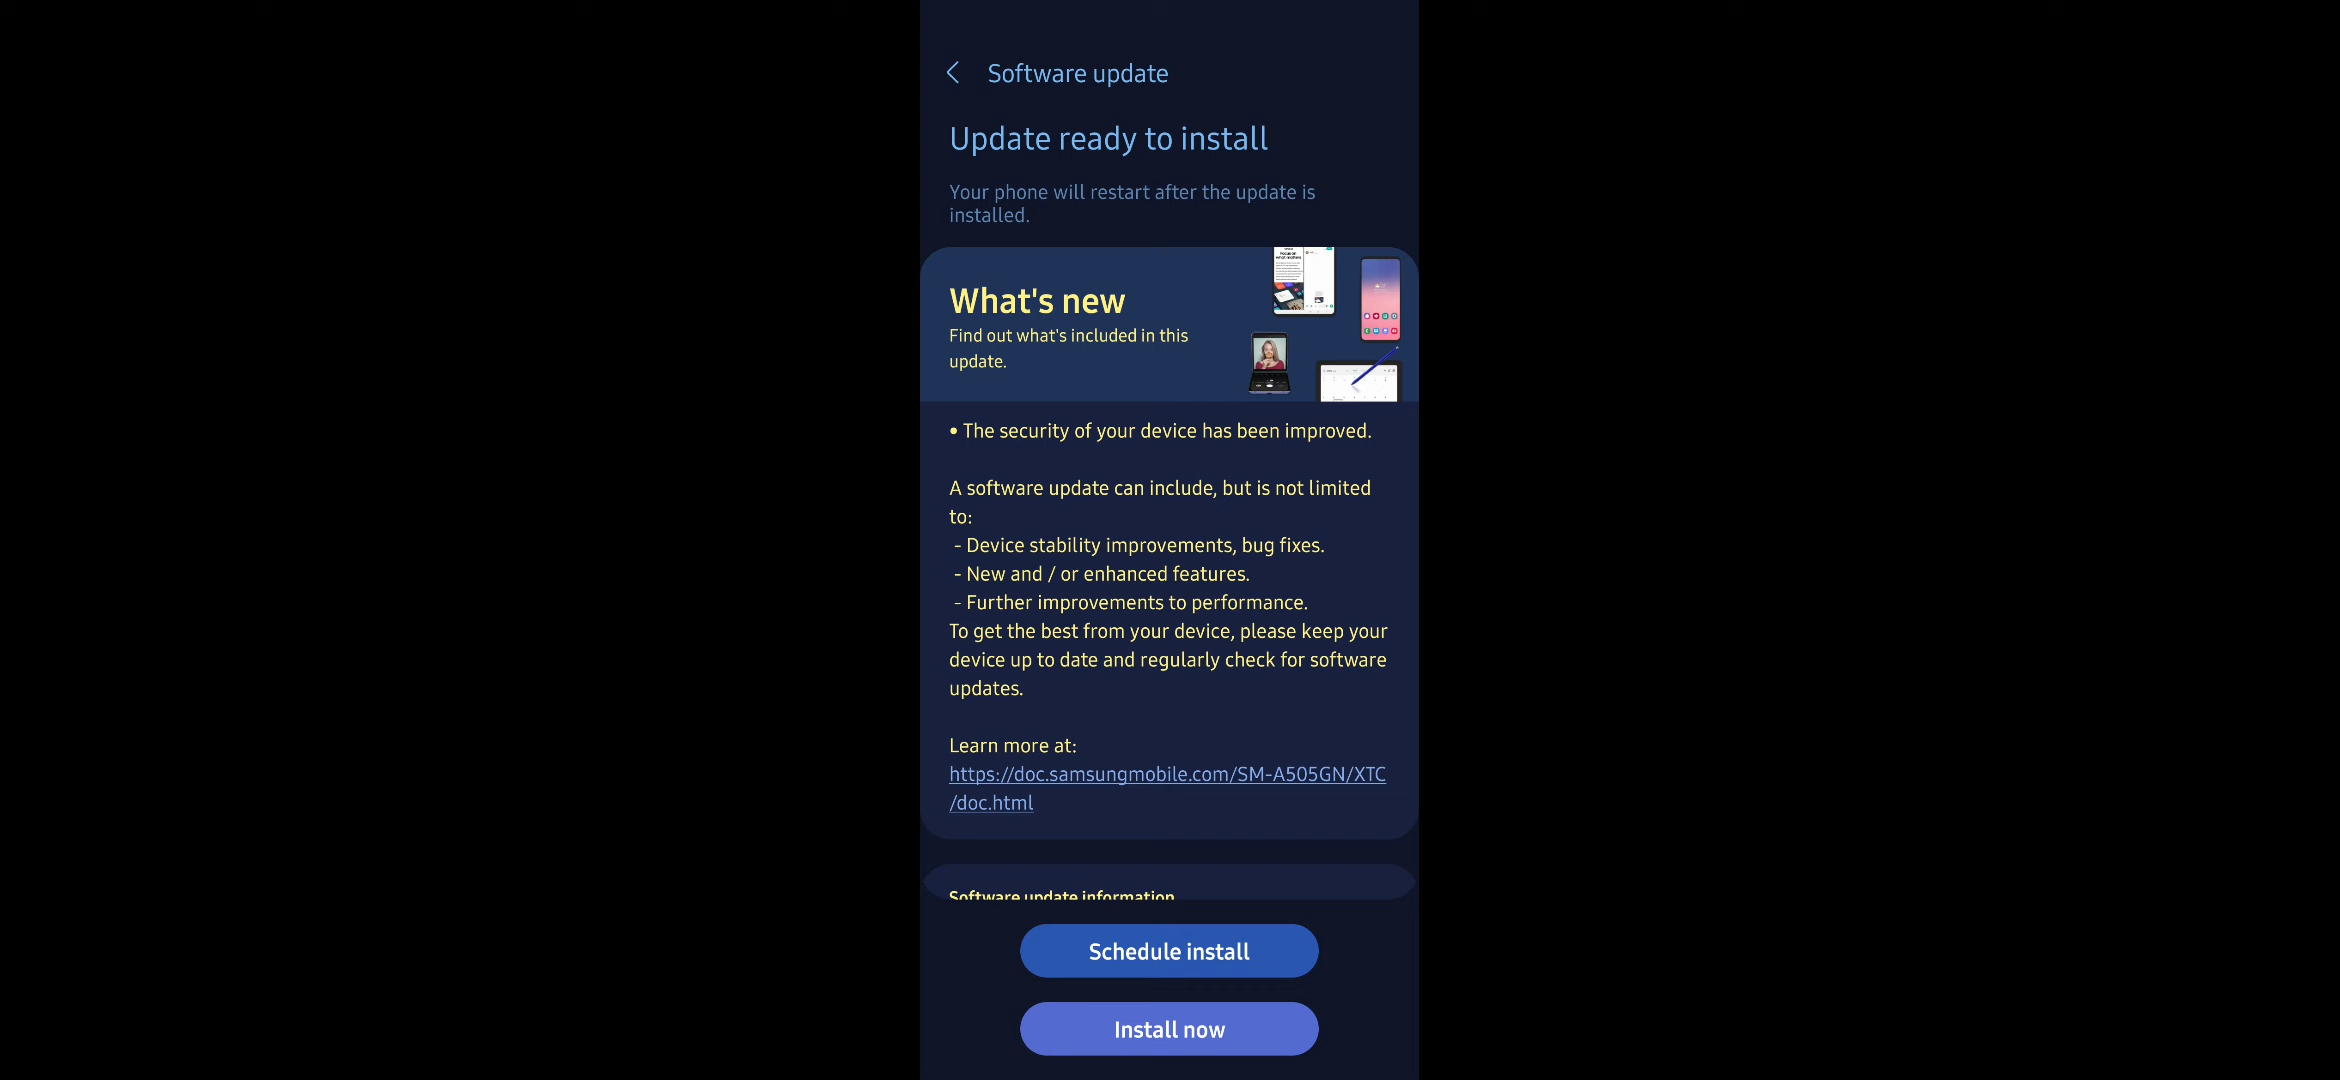 Software update
Update ready to install
Your phone will restart after the update is
installed.
What's new
Find out what's included in this
update.
• The security of your device has been improved.
A software update can include, but is not limited
to:
- Device stability improvements, bug fixes.
- New and / or enhanced features.
- Further improvements to performance.
To get the best from your device, please keep your
device up to date and regularly check for software
updates.
Learn more at:
https://doc.samsungmobile.com/SM-A505GN/XTC
/doc.html
Software update information
Schedule install
Install now